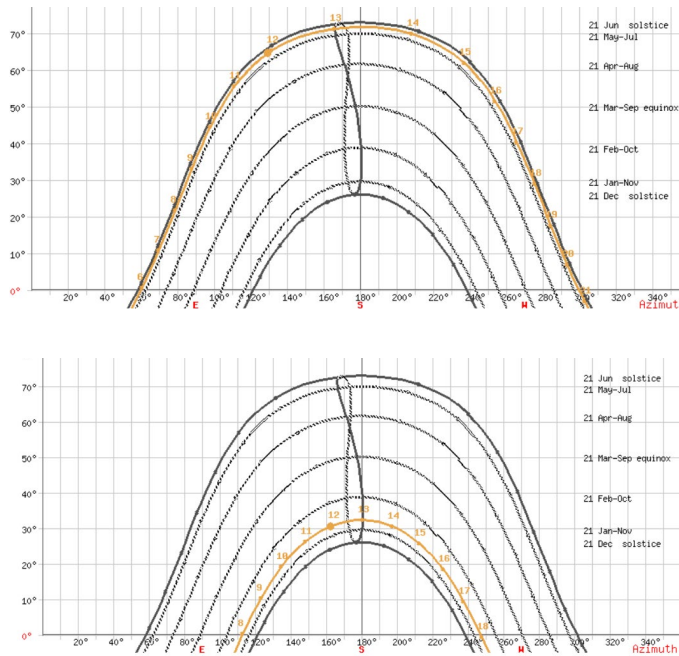 70°
60°
50°
40°
30°
20°
10°
0°
6
7
8
9
10
11
12
13
14
15
16
17
18
19
20
21
21 Jun solstice
21 May-Jul
21 Apr-Aug
21 Mar-Sep equinox
21 Feb-Oct
21 Jan-Nov
21 Dec solstice
20° 40° 60° 80° 100° 120° 140° 160° 180° 200° 220° 240° 260° 280° 300° 320° 340°
E S W Azimut
70°
60°
50°
40°
30°
20°
10°
0°
8
9
10
11
12
13
14
15
16
17
18
21 Jun solstice
21 May-Jul
21 Apr-Aug
21 Mar-Sep equinox
21 Feb-Oct
21 Jan-Nov
21 Dec solstice
20° 40° 60° 80° 100° 120° 140° 160° 180° 200° 220° 240° 260° 280° 300° 320° 340°
E S W Azimut